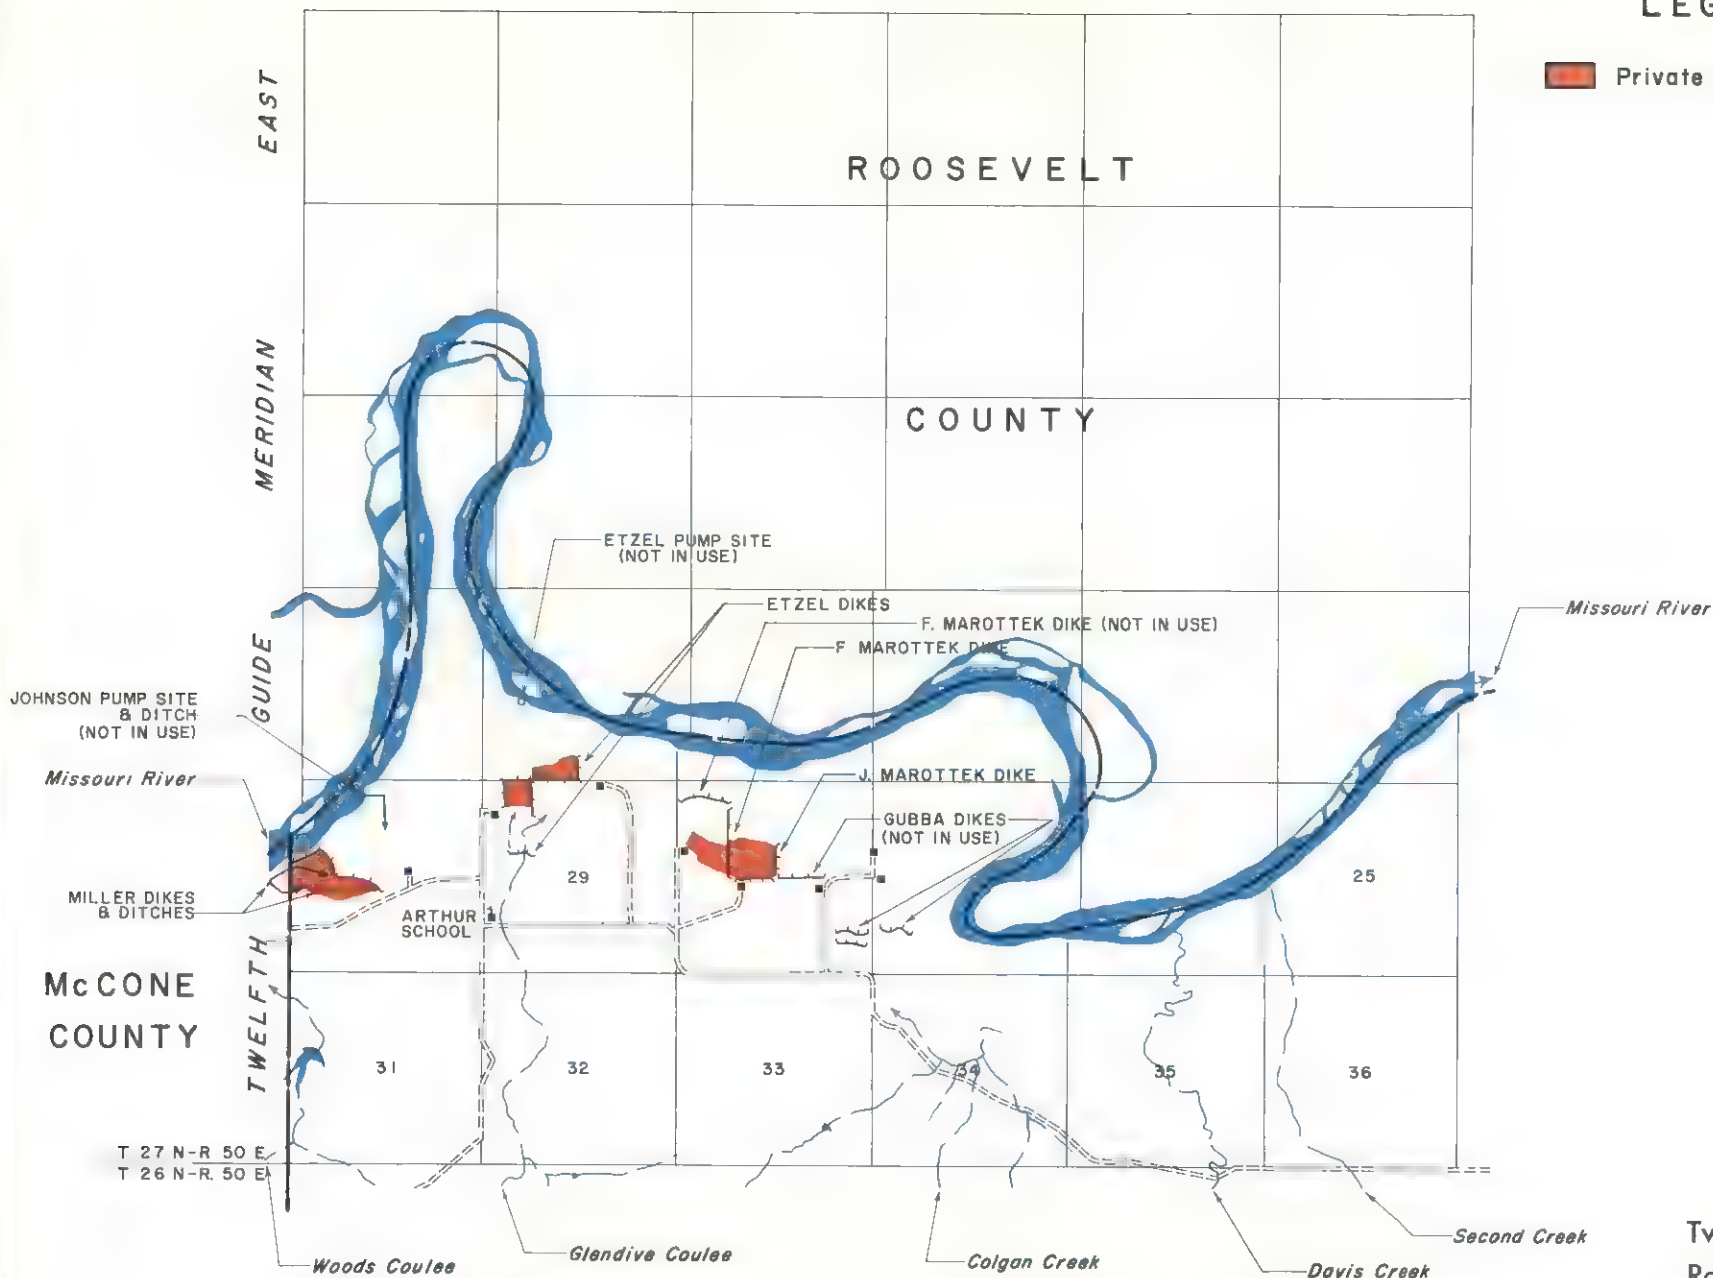 LEG
Private
EAST
ROOSEVELT
MERIDIAN
COUNTY
ETZEL PUMP SITE
(NOT IN USE)
ETZEL DIKES
F. MAROTTEK DIKE (NOT IN USE)
F MAROTTEK DIKE
Missouri River
GUIDE
JOHNSON PUMP SITE
& DITCH
(NOT IN USE)
Missouri River
J. MAROTTEK DIKE
GUBBA DIKES
(NOT IN USE)
29
25
MILLER DIKES
& DITCHES
ARTHUR
SCHOOL
TWELFTH
McCONE
COUNTY
31
32
33
34
35
36
T 27 N-R 50 E
T 26 N-R. 50 E
Woods Coulee
Glendive Coulee
Colgan Creek
Davis Creek
Second Creek
Tw